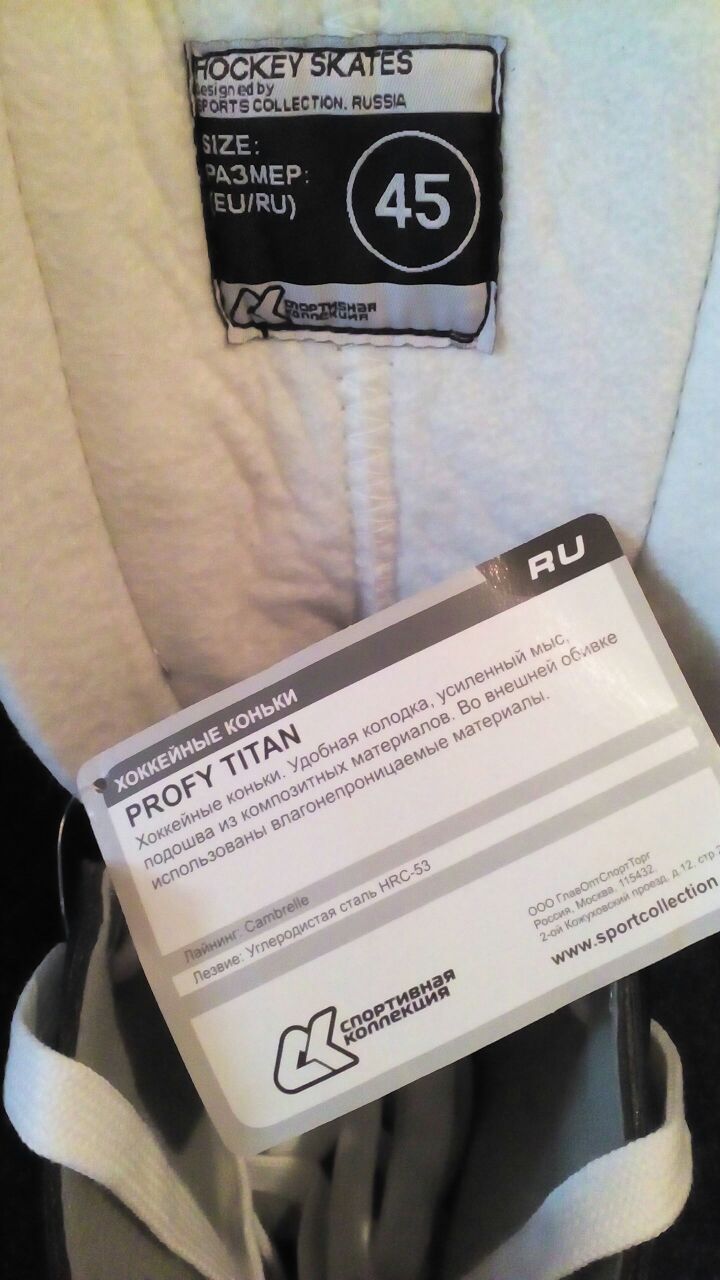 HOCKEY SKATES
designed by
SPORTS COLLECTION. RUSSIA
SIZE:
РАЗМЕР:
(EU/RU)
45
СПОРТИВНАЯ
КОЛЛЕКЦИЯ
RU
ХОККЕЙНЫЕ КОНЬКИ
PROFY TITAN
Хоккейные коньки. Удобная колодка, усиленный мыс,
подошва из композитных материалов. Во внешней обивке
использованы влагонепроницаемые материалы.
Лайнинг: Cambrelle
Лезвие: Углеродистая сталь HRC-53
ООО ГлавОптСпортТорг
Россия, Москва, 115432,
2-ой Кожуховский проезд, д.12, стр.2
www.sportcollection
СПОРТИВНАЯ
КОЛЛЕКЦИЯ